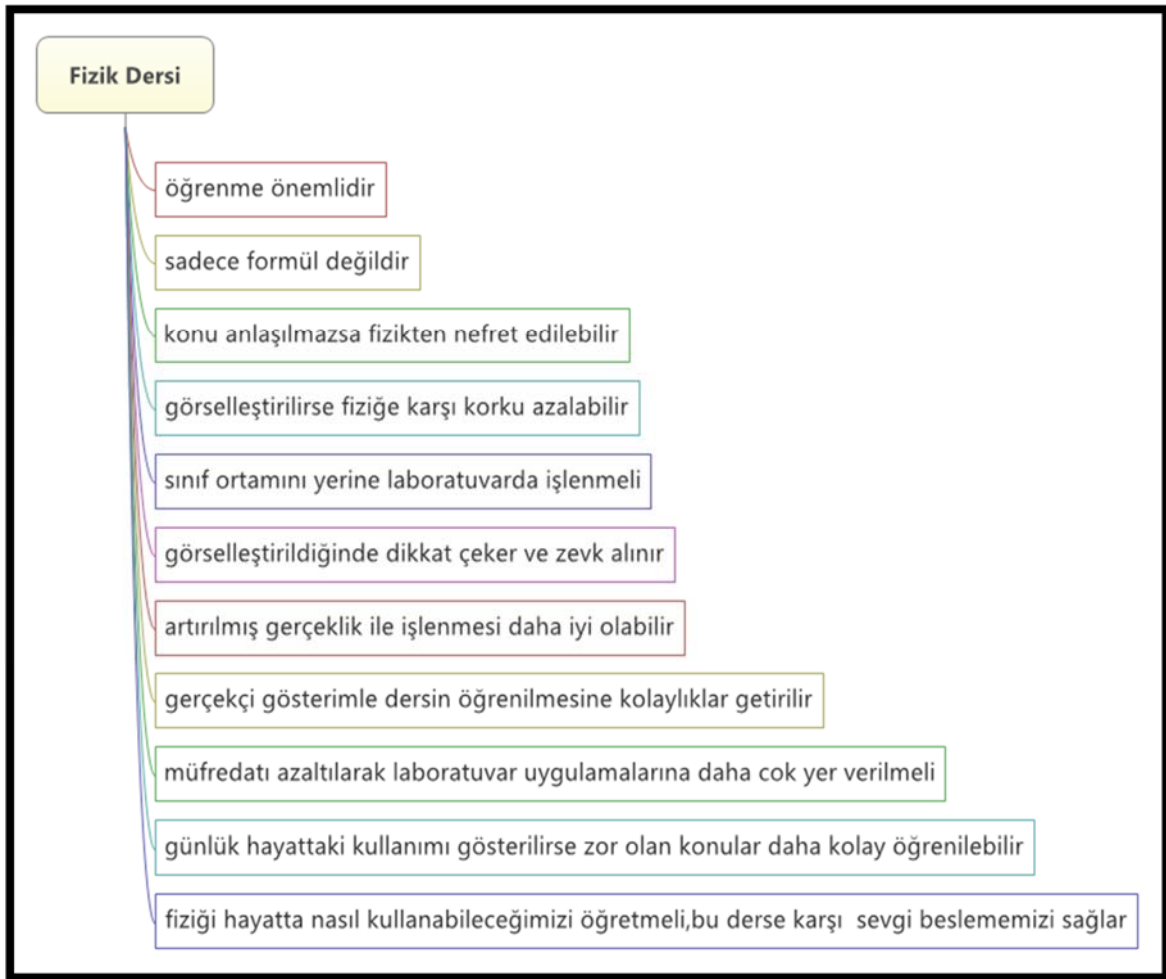 Fizik Dersi
öğrenme önemlidir
sadece formül değildir
konu anlaşılmazsa fizikten nefret edilebilir
görselleştirilirse fiziğe karşı korku azalabilir
sınıf ortamını yerine laboratuvarda işlenmeli
görselleştirildiğinde dikkat çeker ve zevk alınır
artırılmış gerçeklik ile işlenmesi daha iyi olabilir
gerçekçi gösterimle dersin öğrenilmesine kolaylıklar getirilir
müfredatı azaltılarak laboratuvar uygulamalarına daha cok yer verilmeli
günlük hayattaki kullanımı gösterilirse zor olan konular daha kolay öğrenilebilir
fiziği hayatta nasıl kullanabileceğimizi öğretmeli,bu derse karşı  sevgi beslememizi sağlar